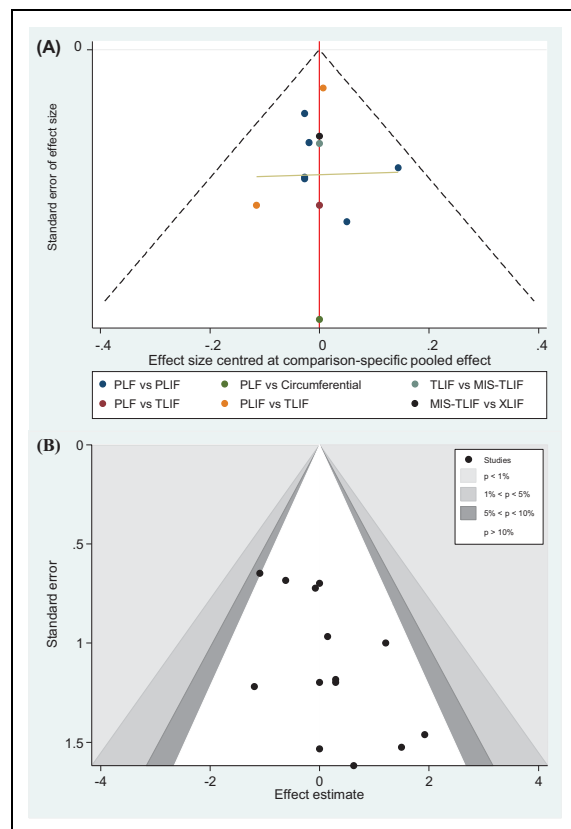 (A)
0
Standard error of effect size
-.4 -.2 0 .2 .4
Effect size centred at comparison-specific pooled effect
PLF vs PLIF PLF vs Circumferential TLIF vs MIS-TLIF
PLF vs TLIF PLIF vs TLIF MIS-TLIF vs XLIF
(B)
0
.5
1
1.5
Standard error
Studies
p < 1%
1% < p < 5%
5% < p < 10%
p > 10%
-4 -2 0 2 4
Effect estimate